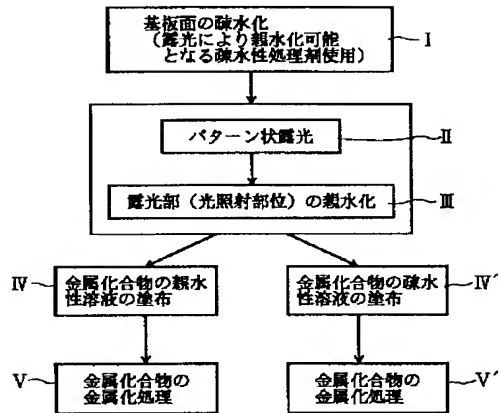 基板面の疎水化
(露光により親水化可能
となる疎水性処理剤使用)
I
パターン状露光
II
露光部(光照射部位)の親水化
III
金属化合物の親水
性溶液の塗布
IV
金属化合物の疎水
性溶液の塗布
IV´
金属化合物の
金属化処理
V
金属化合物の
金属化処理
V´